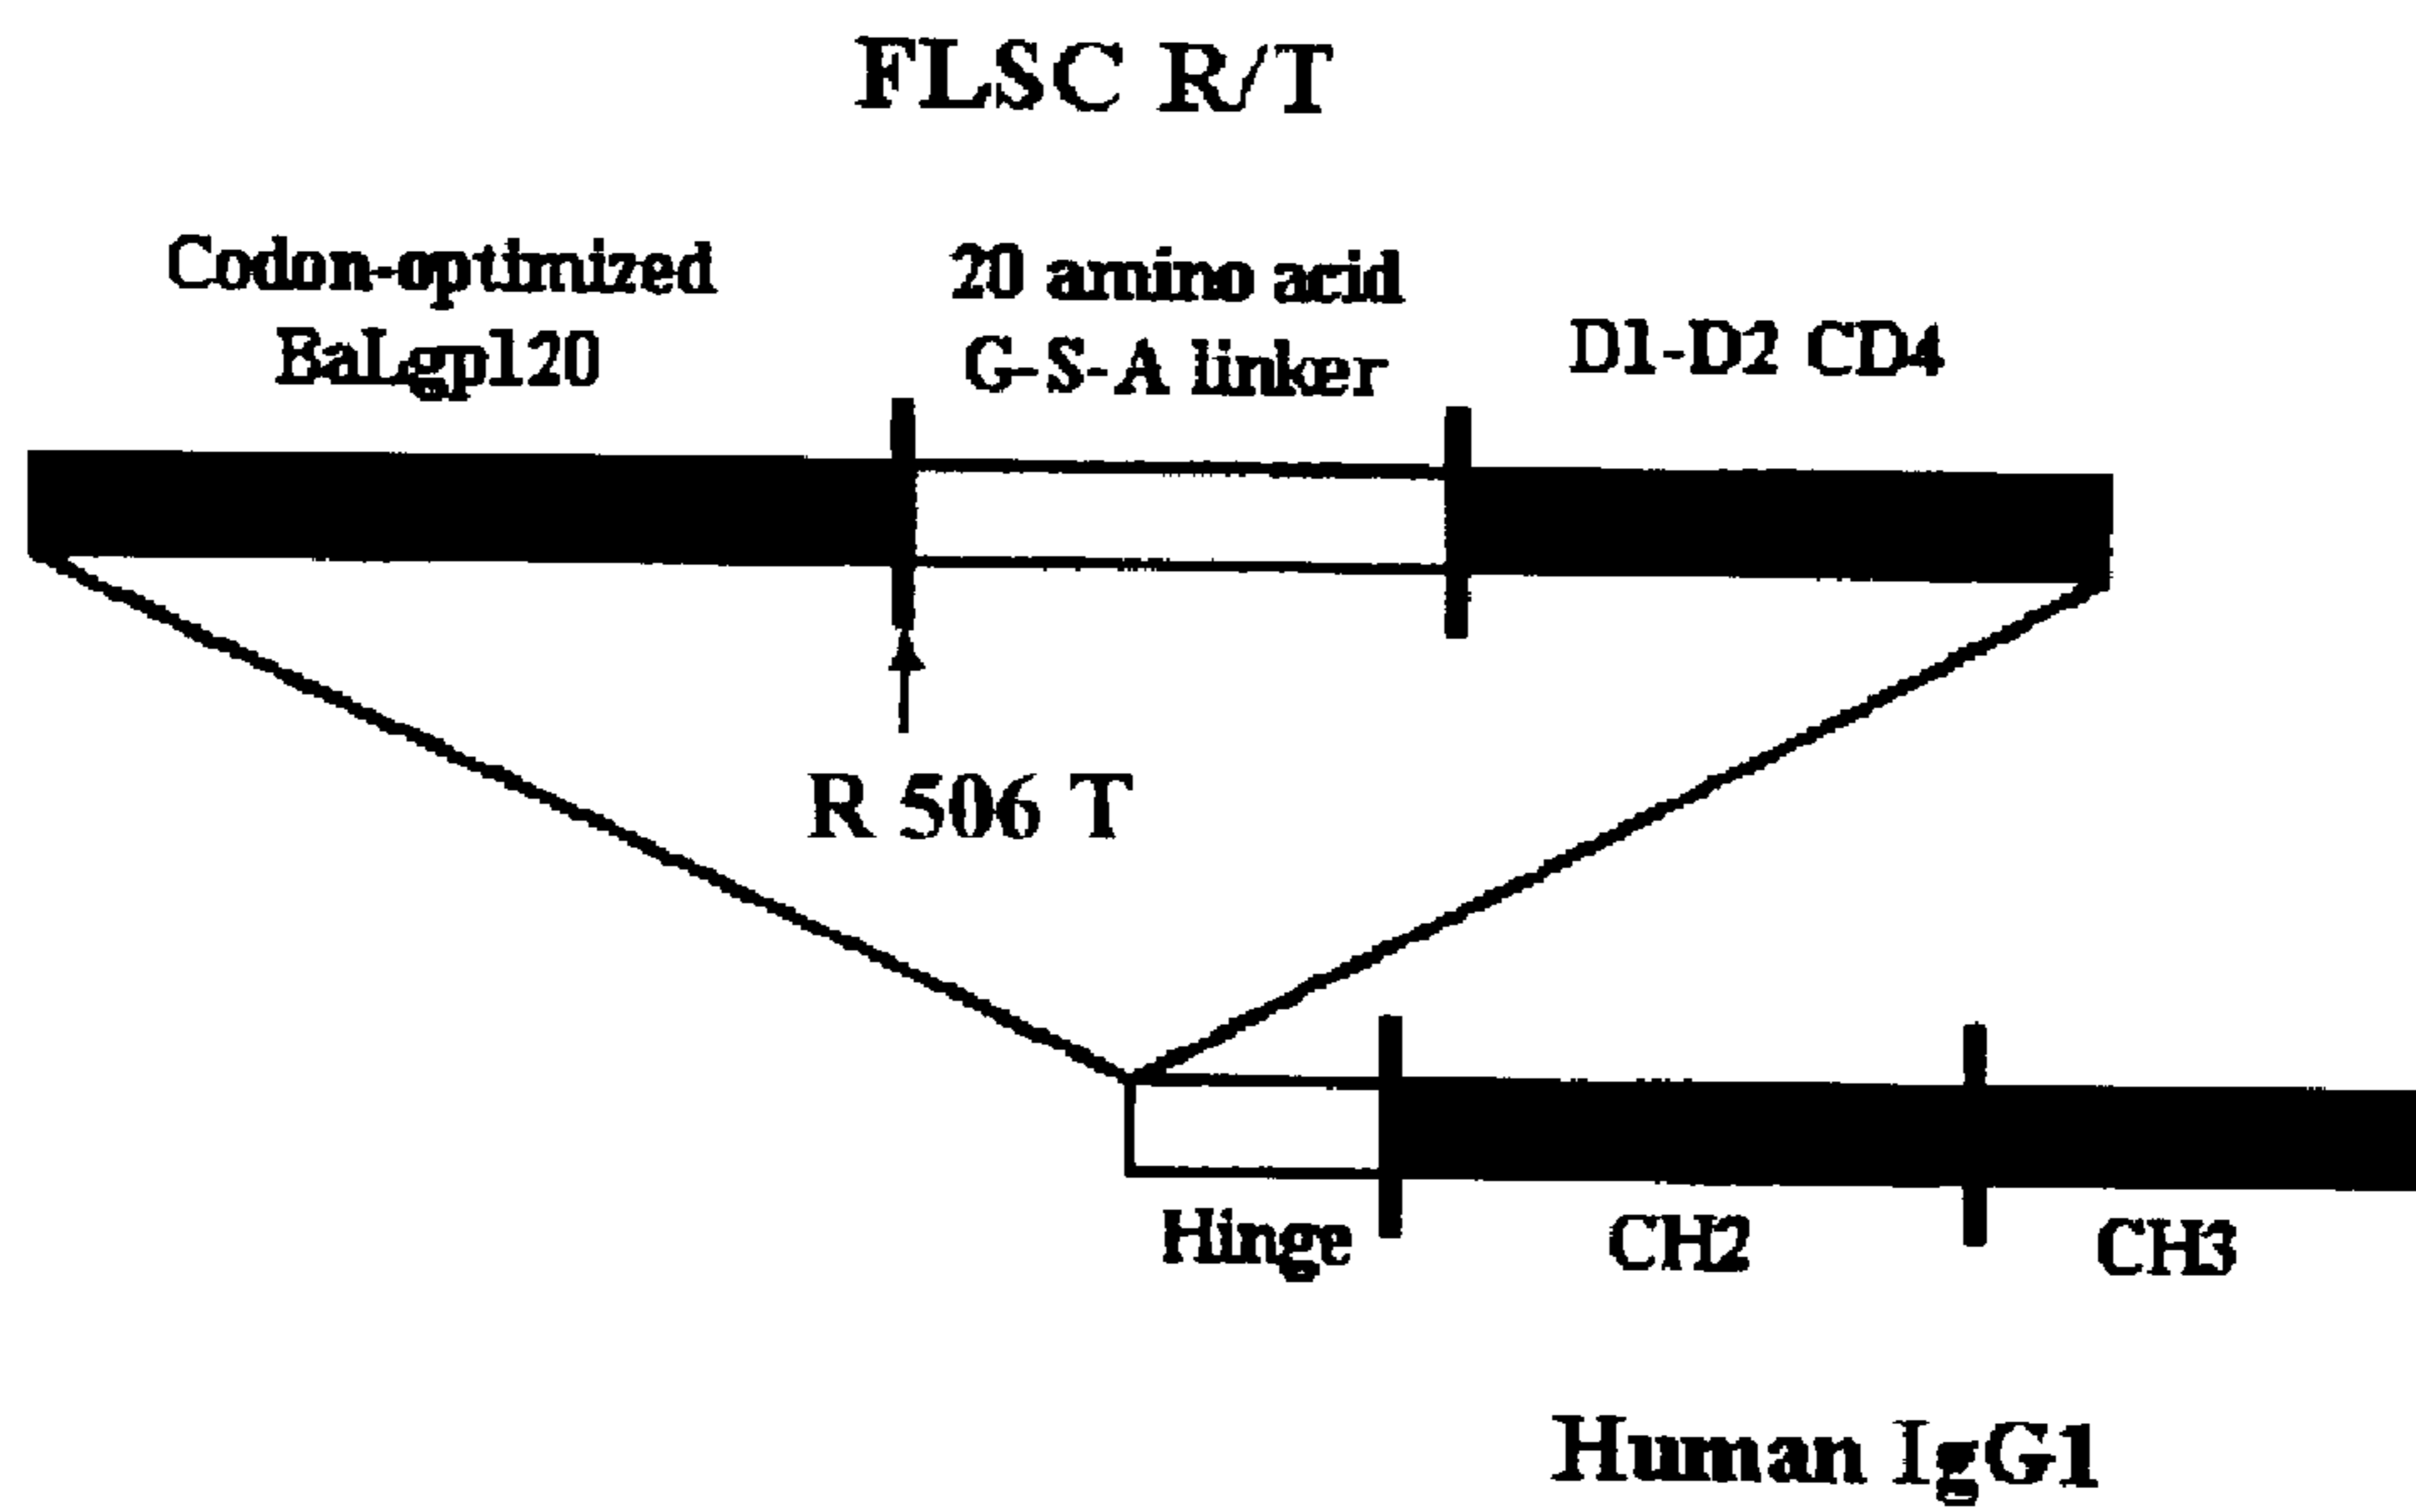 FLSC R/T
Codon-optimized
BaLgp120
20 amino acid
G-S-A linker
D1-D2 CD4
R 506 T
Hinge
CH2
CH3
Human IgG1